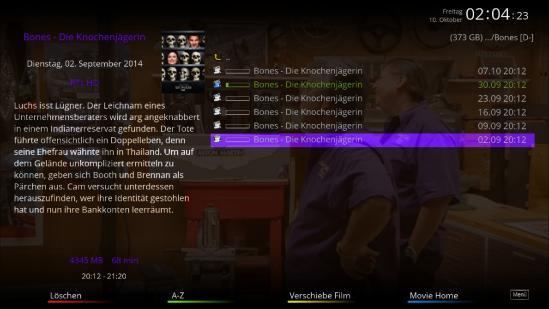 Freitag
10. Oktober
02:04:23
Bones - Die Knochenjägerin
(373 GB) .../Bones [D-]
Dienstag, 02. September 2014
RTL HD
Luchs isst Lügner. Der Leichnam eines
Unternehmensberaters wird arg angeknabbert
in einem Indianerreservat gefunden. Der Tote
führte offensichtlich ein Doppelleben, denn
seine Ehefrau wähnte ihn in Thailand. Um auf
dem Gelände unkompliziert ermitteln zu
können, geben sich Booth und Brennan als
Pärchen aus. Cam versucht unterdessen
herauszufinden, wer ihre Identität gestohlen
hat und nun ihre Bankkonten leerräumt.
4345 MB 68 min
20:12 - 21:20
..
Bones - Die Knochenjägerin 07.10 20:12
Bones - Die Knochenjägerin 30.09 20:12
Bones - Die Knochenjägerin 23.09 20:12
Bones - Die Knochenjägerin 16.09 20:12
Bones - Die Knochenjägerin 09.09 20:12
Bones - Die Knochenjägerin 02.09 20:12
Löschen
A-Z
Verschiebe Film
Movie Home
Menü